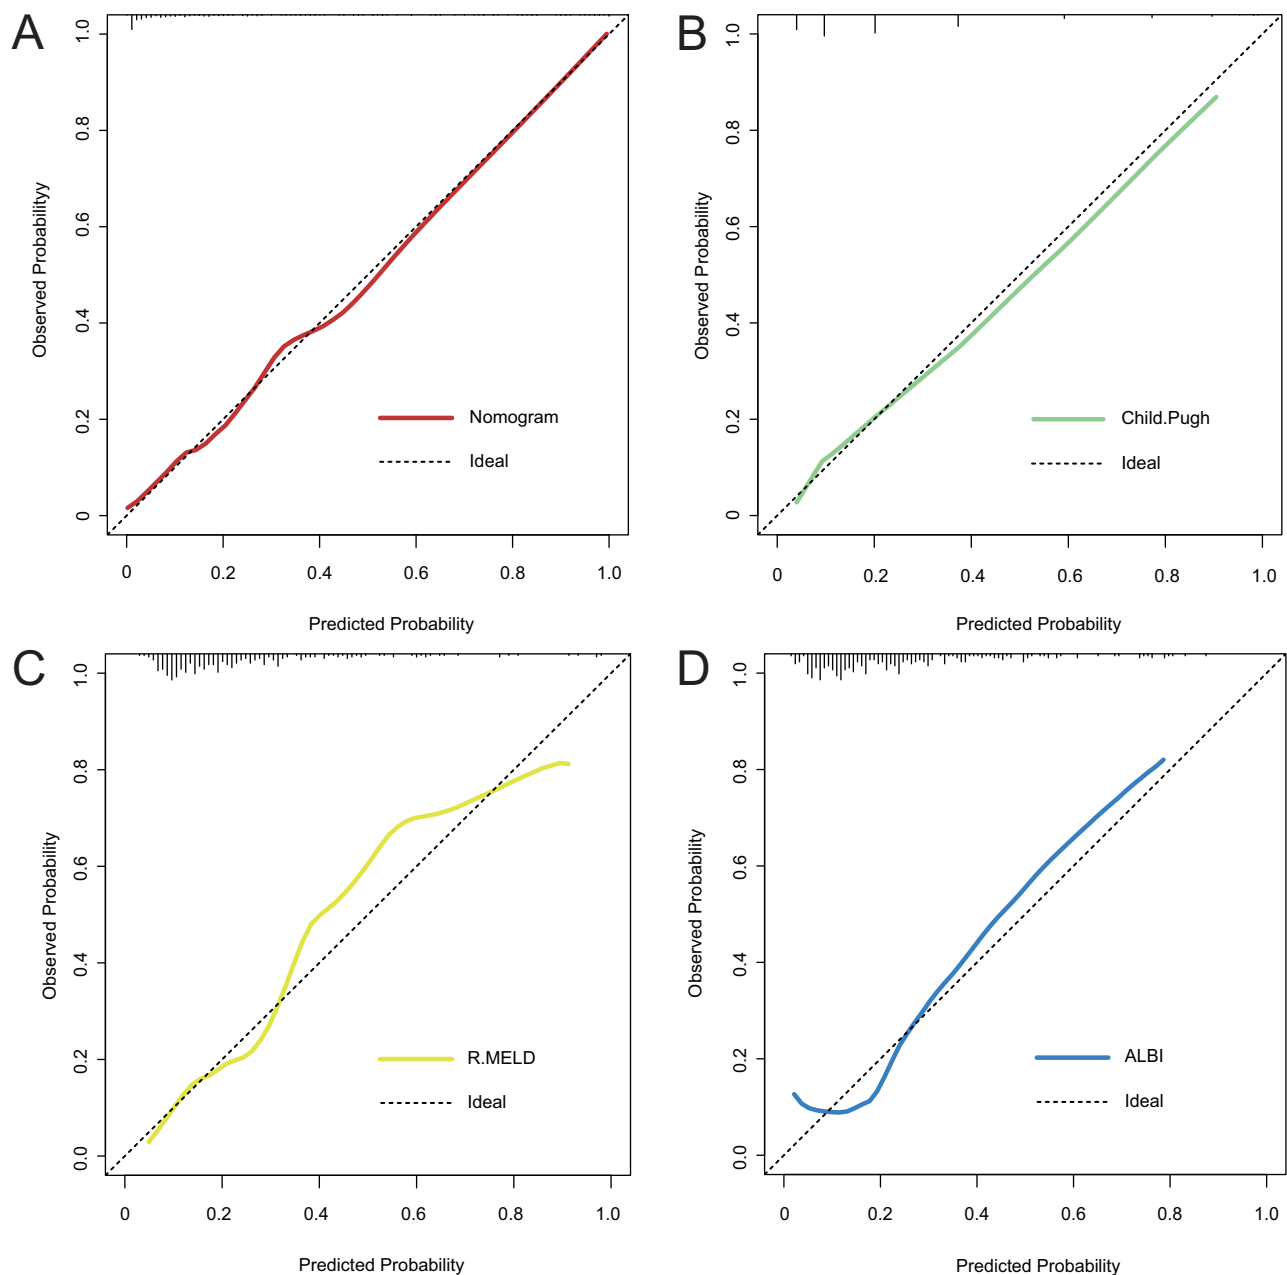 A
Observed Probabilityy
1.0
0.8
0.6
0.4
0.2
0
Nomogram
Ideal
0 0.2 0.4 0.6 0.8 1.0
Predicted Probability
B
Observed Probability
1.0
0.8
0.6
0.4
0.2
0
Child.Pugh
Ideal
0 0.2 0.4 0.6 0.8 1.0
Predicted Probability
C
Observed Probability
1.0
0.8
0.6
0.4
0.2
0.0
R.MELD
Ideal
0 0.2 0.4 0.6 0.8 1.0
Predicted Probability
D
Observed Probability
1.0
0.8
0.6
0.4
0.2
0.0
ALBI
Ideal
0 0.2 0.4 0.6 0.8 1.0
Predicted Probability